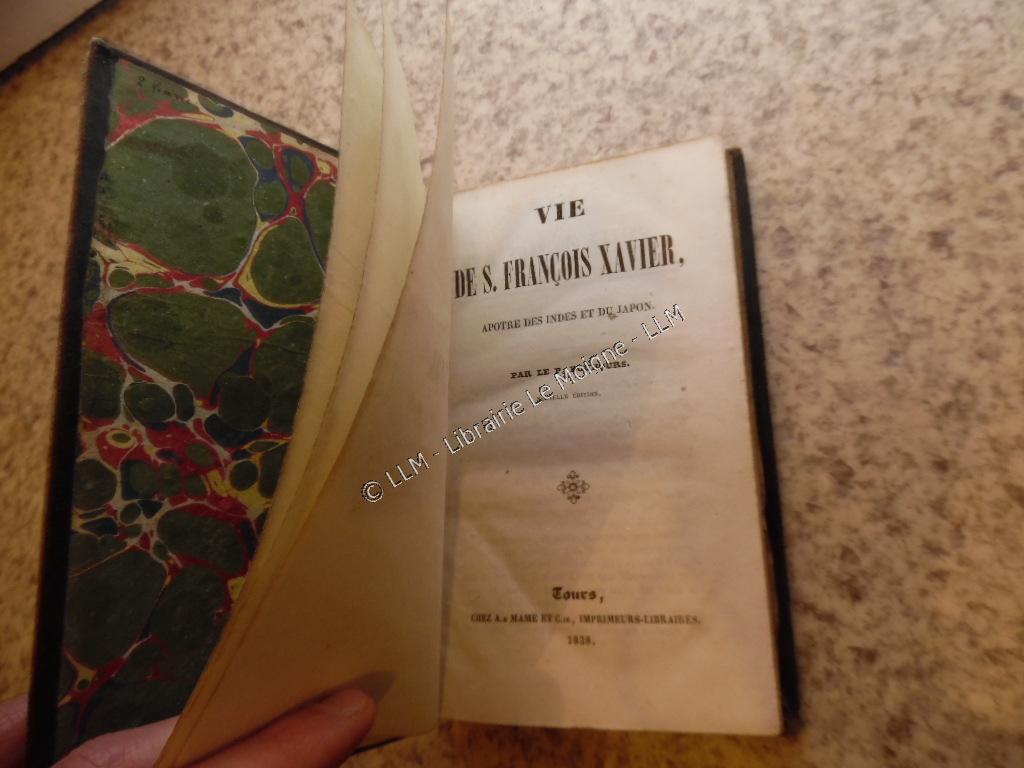 VIE
DE S. FRANÇOIS XAVIER,
APOTRE DES INDES ET DU JAPON.
PAR LE P.
ÉDITION.
Tours,
CHEZ A.d MAME ET C.ie, IMPRIMEURS-LIBRAIRES.
1838.
© LLM - Librairie Le Moigne - LLM